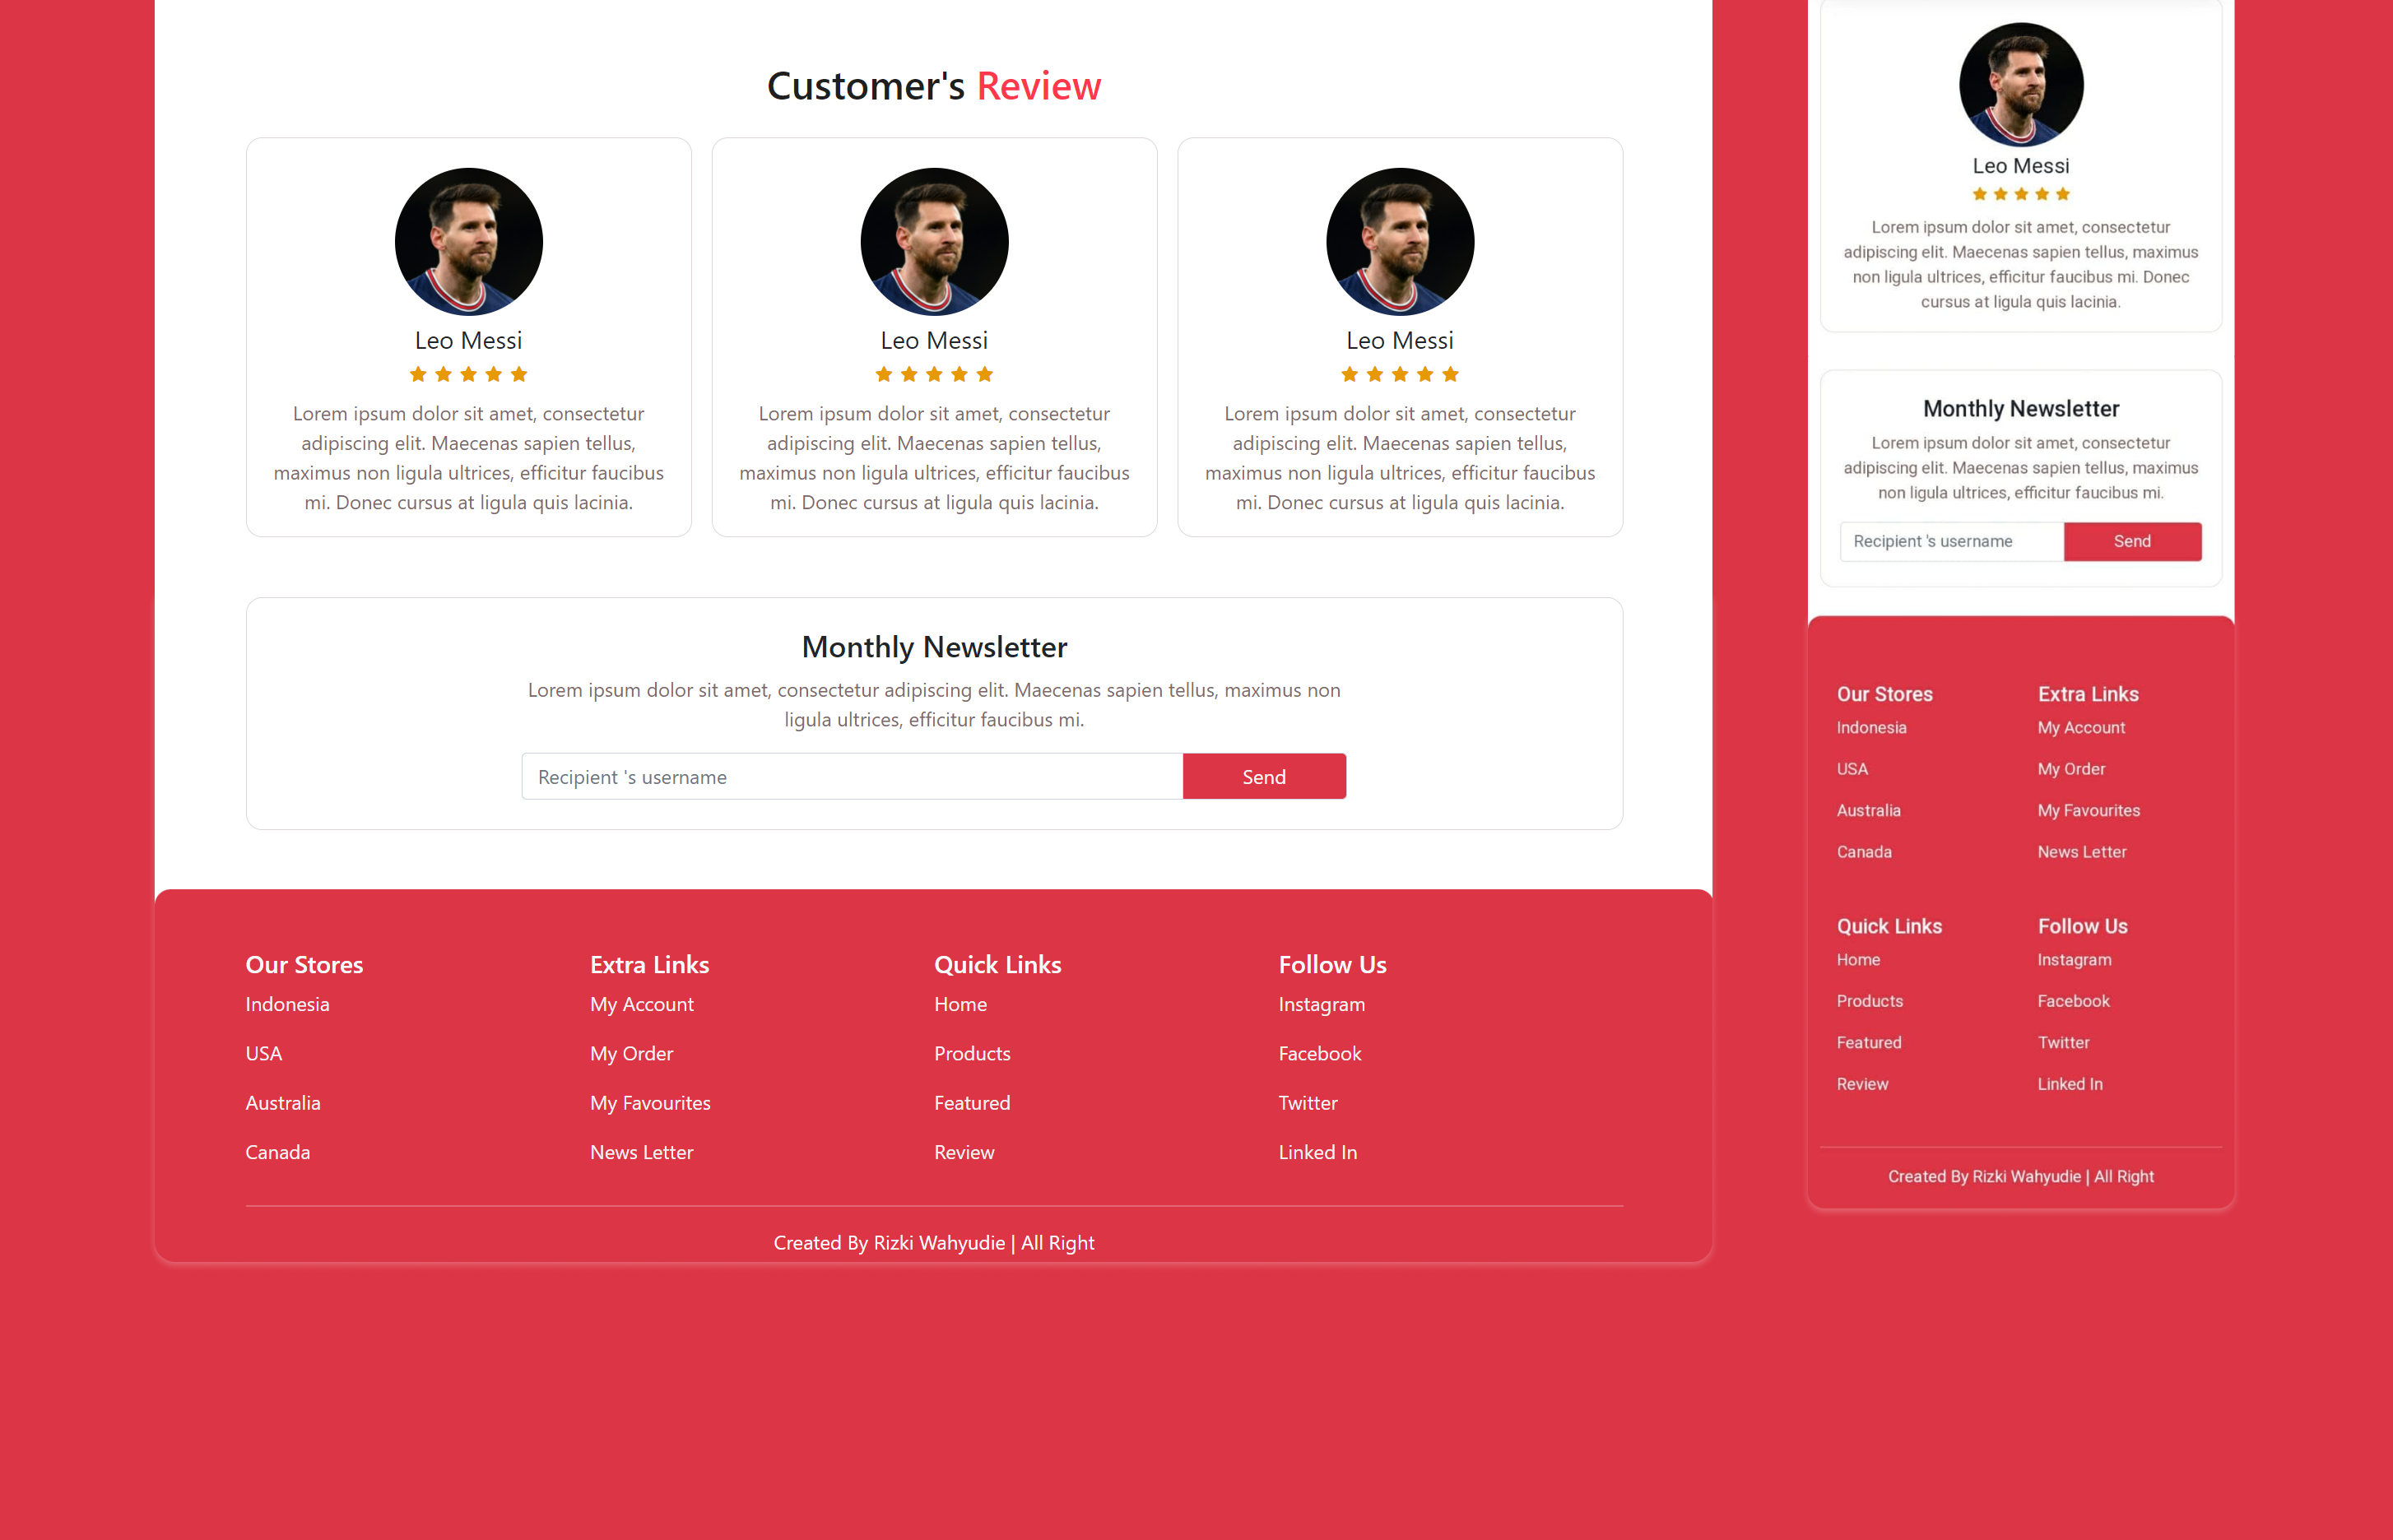 Customer's Review
Leo Messi
Lorem ipsum dolor sit amet, consectetur
adipiscing elit. Maecenas sapien tellus,
maximus non ligula ultrices, efficitur faucibus
mi. Donec cursus at ligula quis lacinia.
Leo Messi
Lorem ipsum dolor sit amet, consectetur
adipiscing elit. Maecenas sapien tellus,
maximus non ligula ultrices, efficitur faucibus
mi. Donec cursus at ligula quis lacinia.
Leo Messi
Lorem ipsum dolor sit amet, consectetur
adipiscing elit. Maecenas sapien tellus,
maximus non ligula ultrices, efficitur faucibus
mi. Donec cursus at ligula quis lacinia.
Monthly Newsletter
Lorem ipsum dolor sit amet, consectetur adipiscing elit. Maecenas sapien tellus, maximus non
ligula ultrices, efficitur faucibus mi.
Recipient 's username
Send
Our Stores
Indonesia
USA
Australia
Canada
Extra Links
My Account
My Order
My Favourites
News Letter
Quick Links
Home
Products
Featured
Review
Follow Us
Instagram
Facebook
Twitter
Linked In
Created By Rizki Wahyudie | All Right
Leo Messi
Lorem ipsum dolor sit amet, consectetur
adipiscing elit. Maecenas sapien tellus, maximus
non ligula ultrices, efficitur faucibus mi. Donec
cursus at ligula quis lacinia.
Monthly Newsletter
Lorem ipsum dolor sit amet, consectetur
adipiscing elit. Maecenas sapien tellus, maximus
non ligula ultrices, efficitur faucibus mi.
Recipient 's username
Send
Our Stores
Indonesia
USA
Australia
Canada
Extra Links
My Account
My Order
My Favourites
News Letter
Quick Links
Home
Products
Featured
Review
Follow Us
Instagram
Facebook
Twitter
Linked In
Created By Rizki Wahyudie | All Right